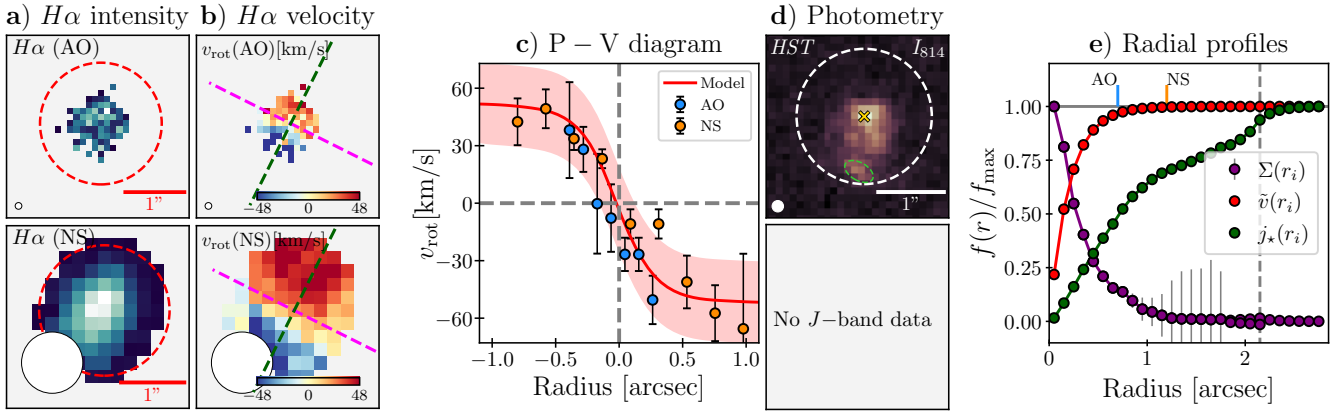 a) Hα intensity
Hα (AO)
1”
Hα (NS)
1”
b) Hα velocity
v_rot(AO)[km/s]
−48 0 48
v_rot(NS)[km/s]
−48 0 48
c) P − V diagram
Model
AO
NS
60
30
0
−30
−60
v_rot[km/s]
−1.0 −0.5 0.0 0.5 1.0
Radius [arcsec]
d) Photometry
HST
I_814
1”
No J−band data
e) Radial profiles
AO
NS
1.00
0.75
0.50
0.25
0.00
f(r)/f_max
Σ(r_i)
ṽ(r_i)
j_⋆(r_i)
0 1 2
Radius [arcsec]